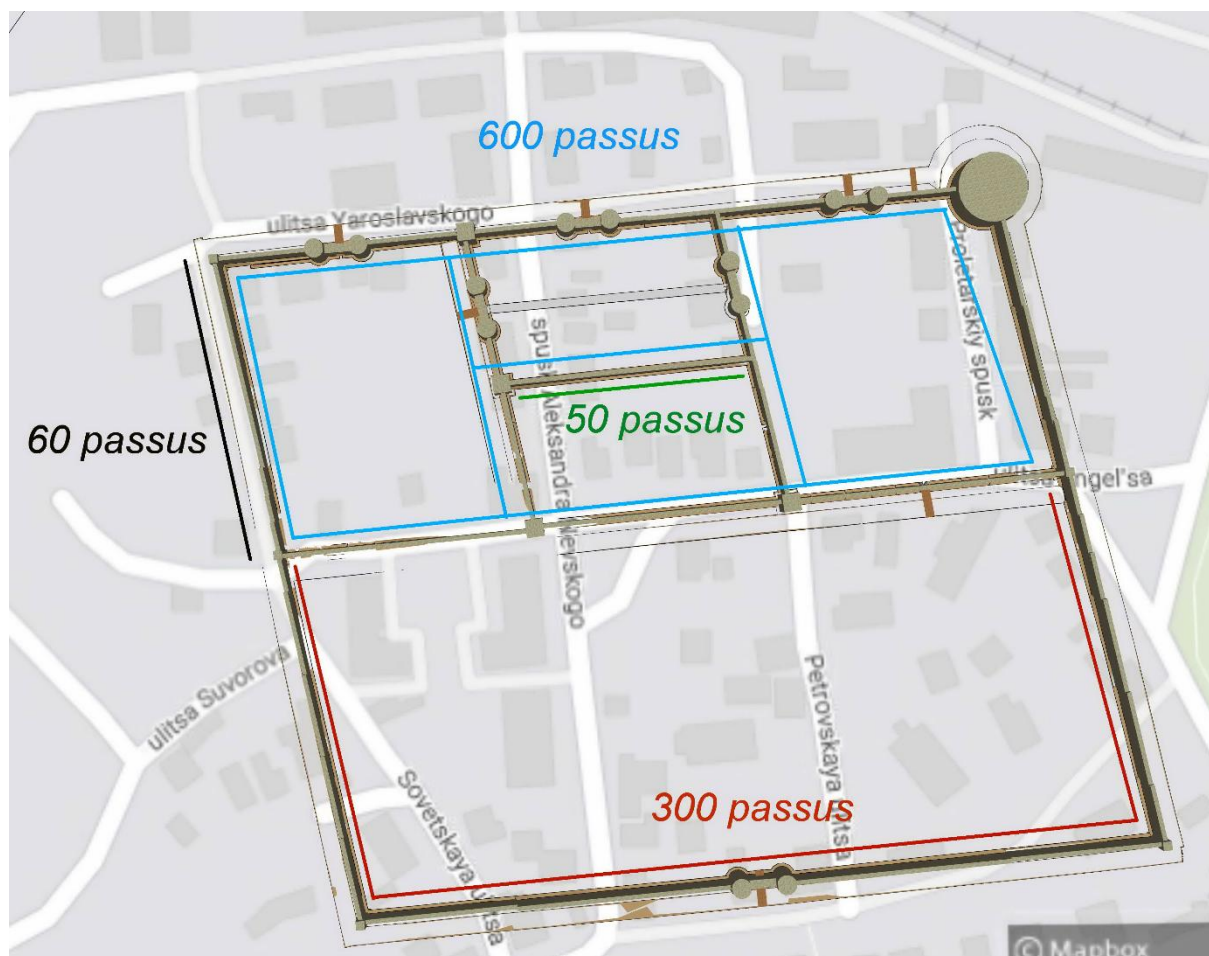 600 passus
ulitsa Yaroslavskogo
Proletarskiy spusk
spusk Aleksandra Nevskogo
60 passus
50 passus
ulitsa Engel'sa
ulitsa Suvorova
Petrovskaya ulitsa
300 passus
Sovetskaya ulitsa
© Mapbox